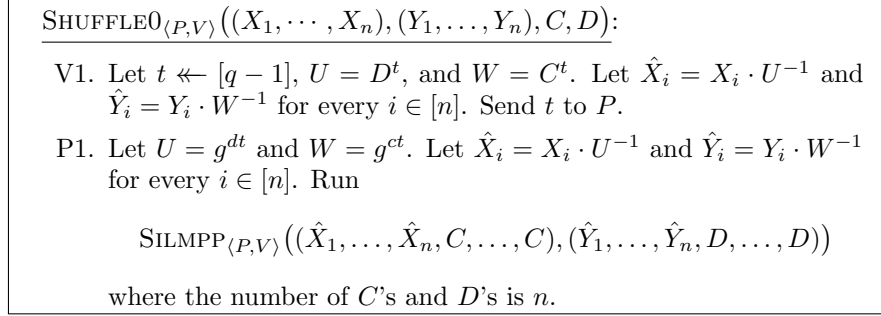 SHUFFLE0⟨P,V⟩((X₁, ⋯ , Xₙ), (Y₁, . . . , Yₙ), C, D):
V1. Let t ↞ [q − 1], U = Dᵗ, and W = Cᵗ. Let X̂ᵢ = Xᵢ · U⁻¹ and
Ŷᵢ = Yᵢ · W⁻¹ for every i ∈ [n]. Send t to P.
P1. Let U = gᵈᵗ and W = gᶜᵗ. Let X̂ᵢ = Xᵢ · U⁻¹ and Ŷᵢ = Yᵢ · W⁻¹
for every i ∈ [n]. Run
SILMPP⟨P,V⟩((X̂₁, . . . , X̂ₙ, C, . . . , C), (Ŷ₁, . . . , Ŷₙ, D, . . . , D))
where the number of C's and D's is n.